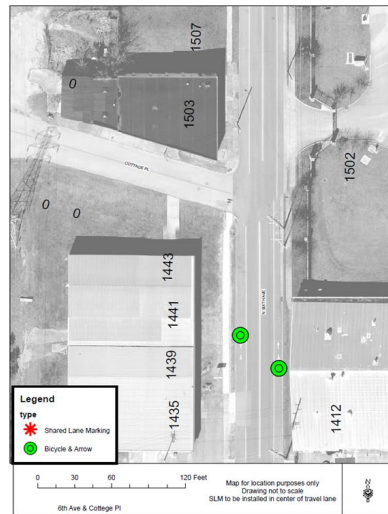 1507
0
1503
COTTAGE PL
1502
0 0
1443
1441
1439
1435
1412
Legend
type
Shared Lane Marking
Bicycle & Arrow
0 30 60 120 Feet
6th Ave & Cottege Pl
Map for location purposes only
Drawing not to scale
SLM to be installed in center of travel lane